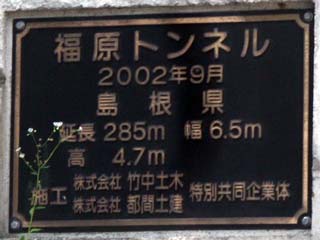 福原トンネル
2002年9月
島根県
延長 285m 幅 6.5m
高 4.7m
施工 株式会社 竹中土木 特別共同企業体
株式会社 都間土建